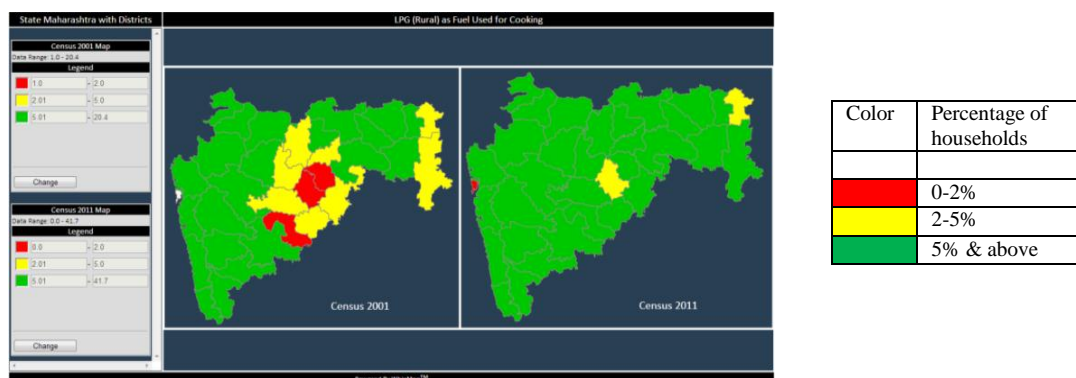 State Maharashtra with Districts
LPG (Rural) as Fuel Used for Cooking
Census 2001 Map
Data Range: 1.0 - 20.4
Legend
1.0 - 2.0
2.01 - 5.0
5.01 - 20.4
Change
Census 2011 Map
Data Range: 0.0 - 41.7
Legend
0.0 - 2.0
2.01 - 5.0
5.01 - 41.7
Change
Census 2001
Census 2011
Color Percentage of
households
0-2%
2-5%
5% & above